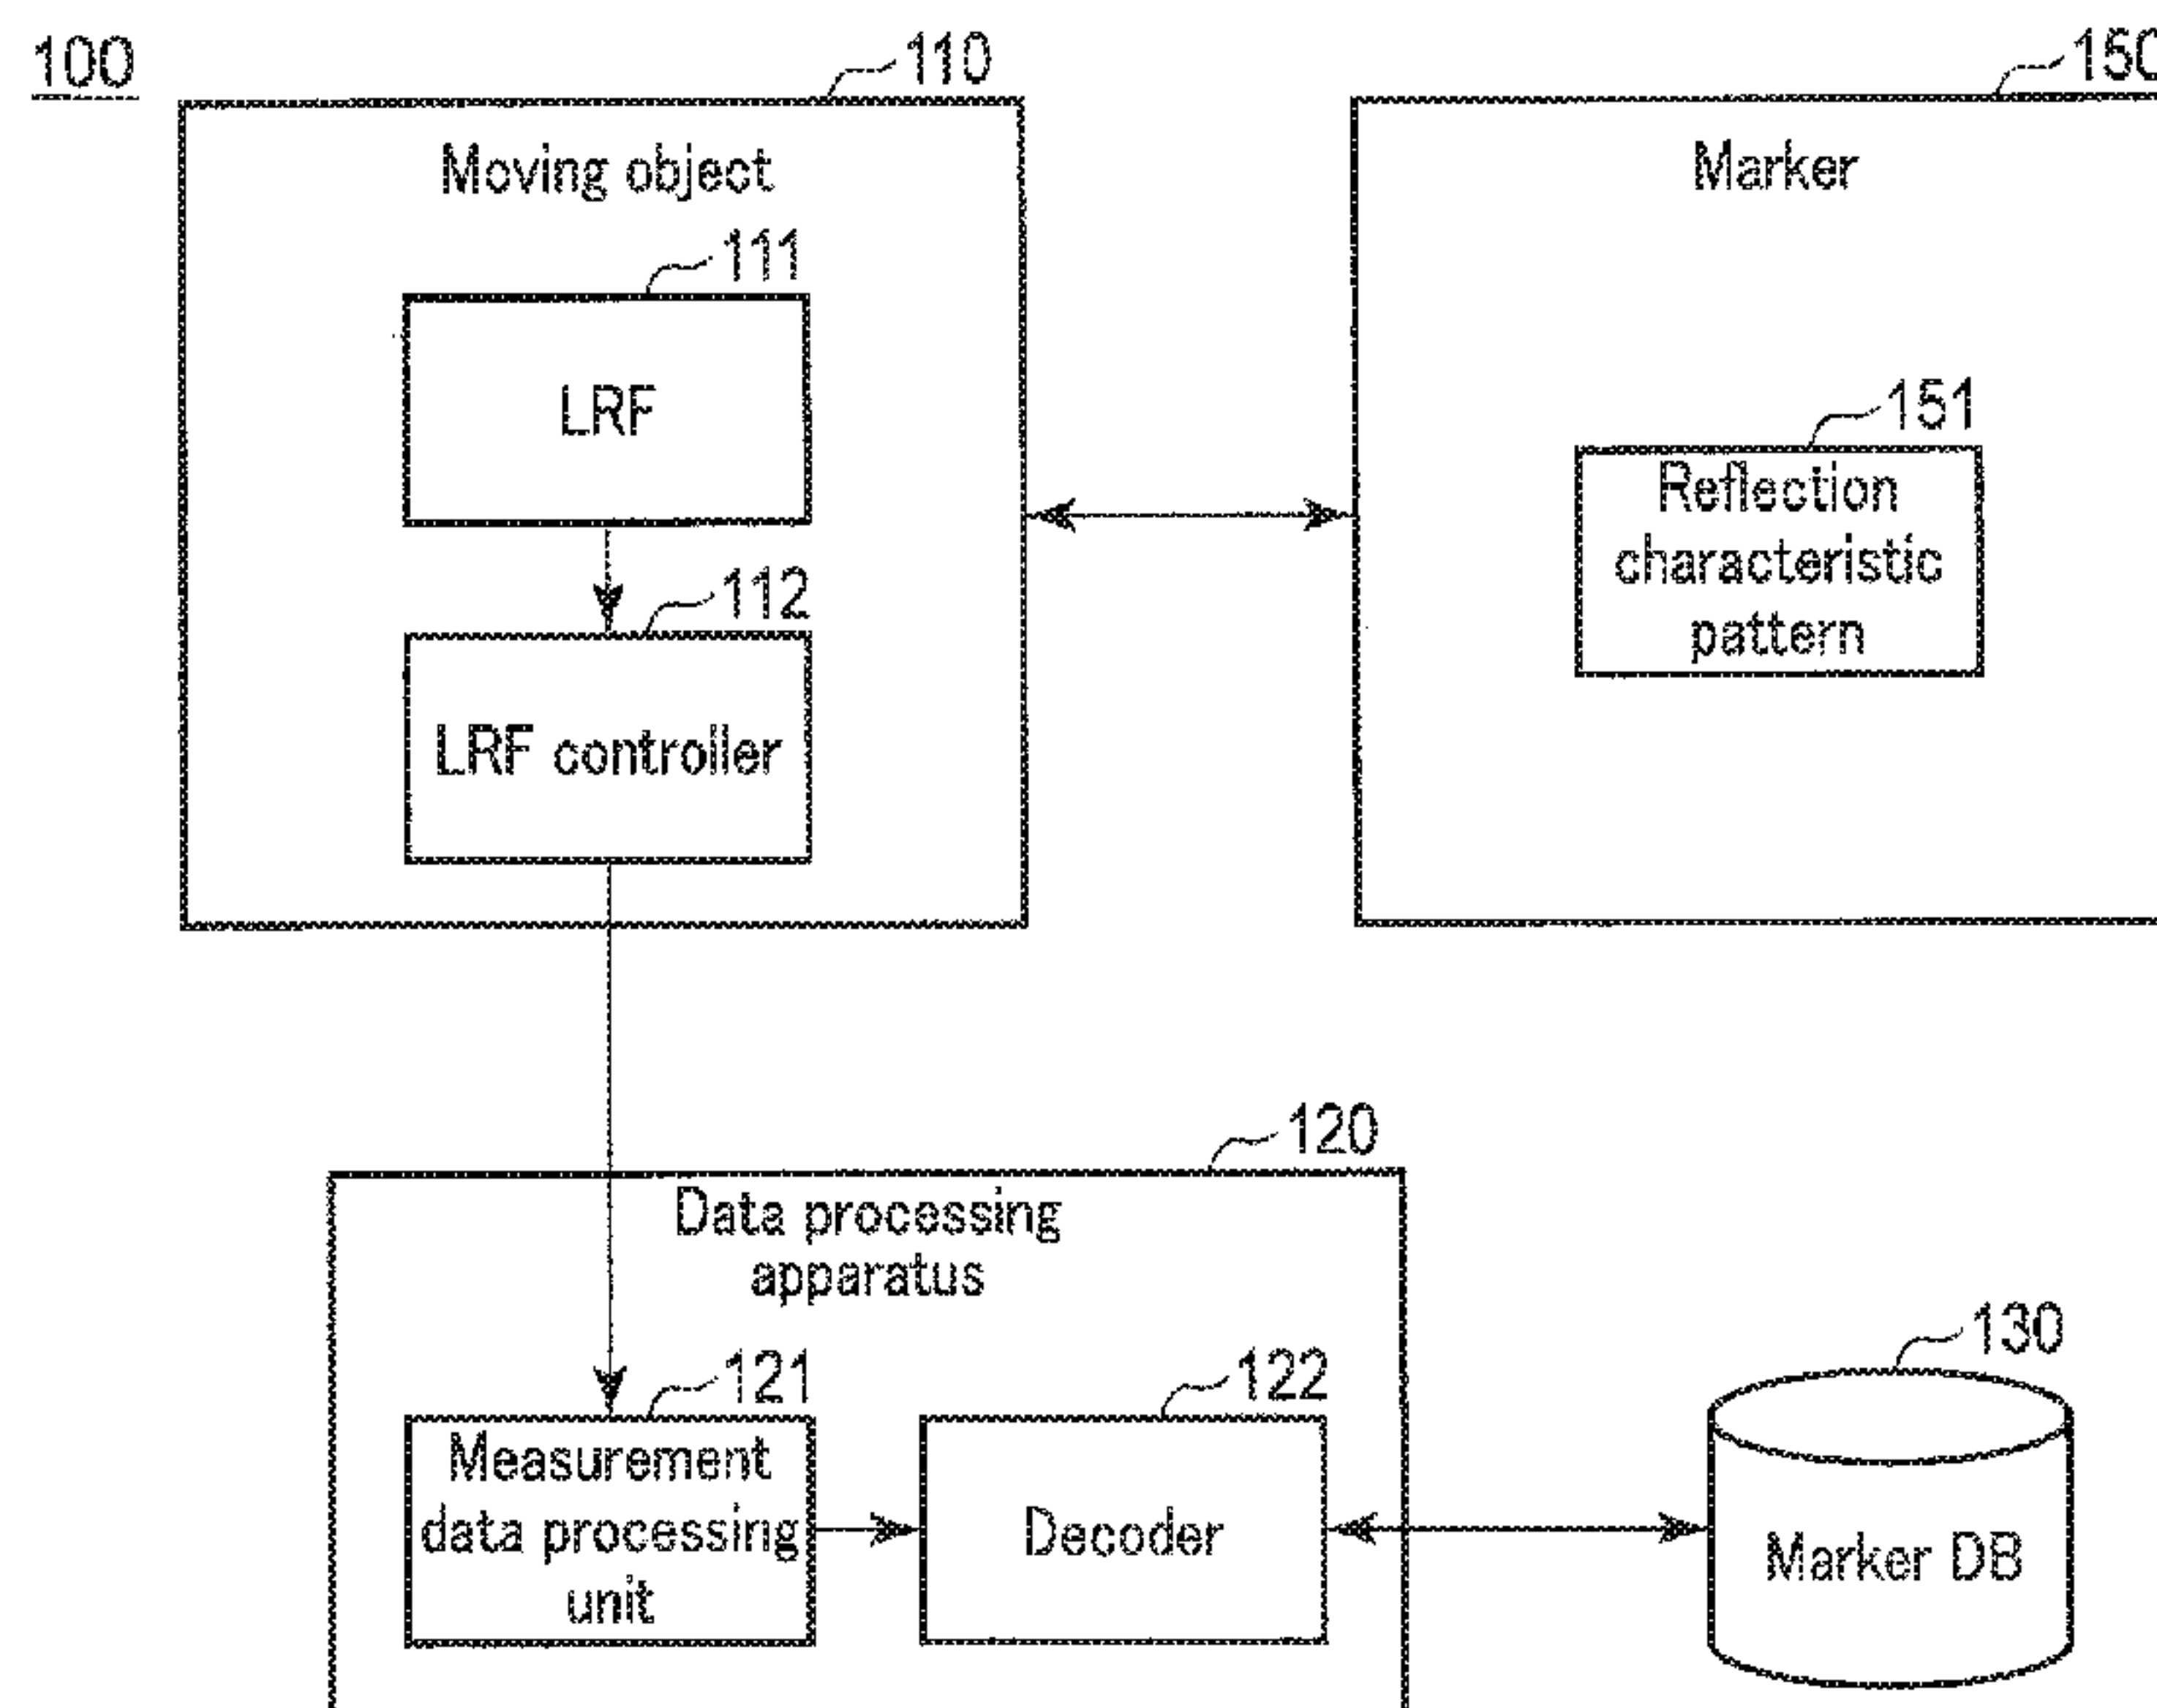 100
110
150
Moving object
Marker
111
LRF
151
Reflection
characteristic
pattern
112
LRF controller
120
Data processing
apparatus
130
121
122
Measurement
data processing
unit
Decoder
Marker DB